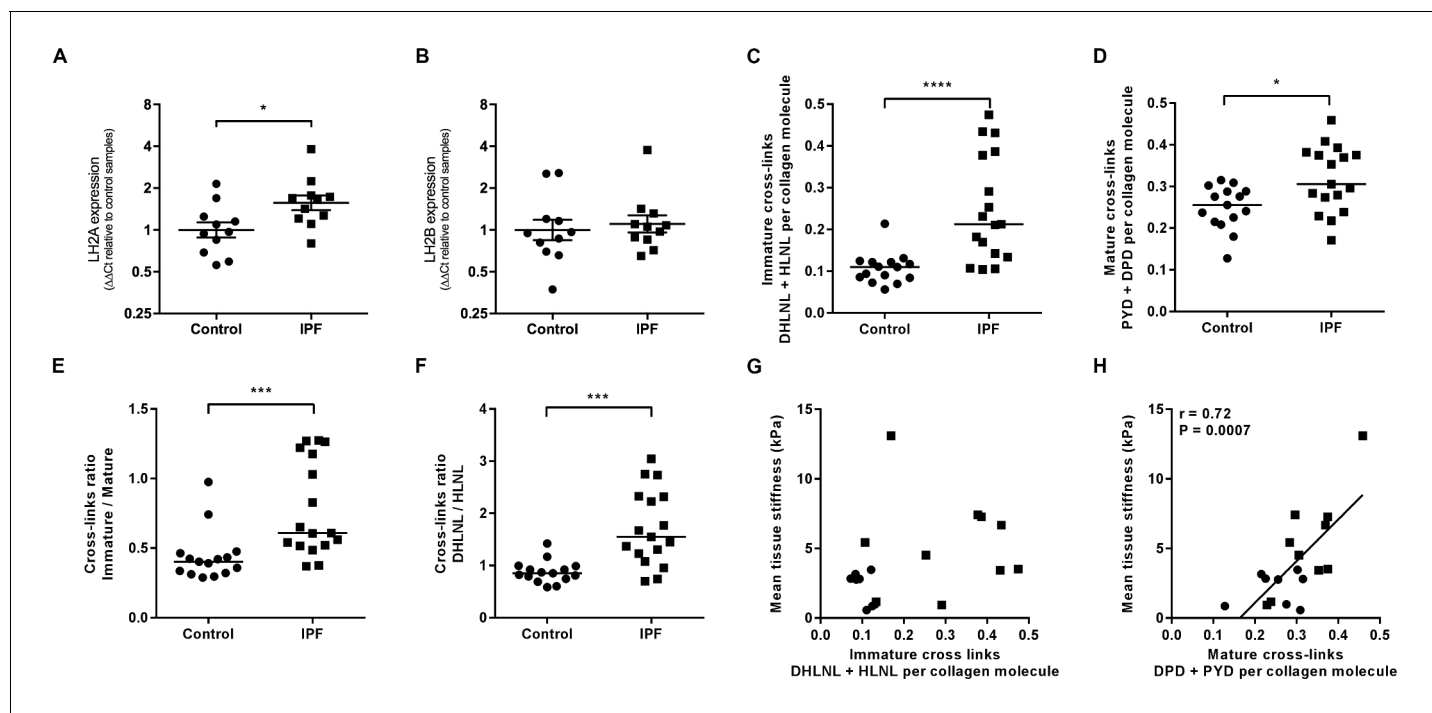 A
LH2A expression
(ΔΔCt relative to control samples)
8
4
2
1
0.5
0.25
*
Control
IPF
B
LH2B expression
(ΔΔCt relative to control samples)
8
4
2
1
0.5
0.25
Control
IPF
C
Immature cross-links
DHLNL + HLNL per collagen molecule
0.5
0.4
0.3
0.2
0.1
0.0
****
Control
IPF
D
Mature cross-links
PYD + DPD per collagen molecule
0.5
0.4
0.3
0.2
0.1
0.0
*
Control
IPF
E
Cross-links ratio
Immature / Mature
1.5
1.0
0.5
0.0
***
Control
IPF
F
Cross-links ratio
DHLNL / HLNL
4
3
2
1
0
***
Control
IPF
G
Mean tissue stiffness (kPa)
15
10
5
0
0.0 0.1 0.2 0.3 0.4 0.5
Immature cross links
DHLNL + HLNL per collagen molecule
H
Mean tissue stiffness (kPa)
15
10
5
0
r = 0.72
P = 0.0007
0.0 0.1 0.2 0.3 0.4 0.5
Mature cross-links
DPD + PYD per collagen molecule